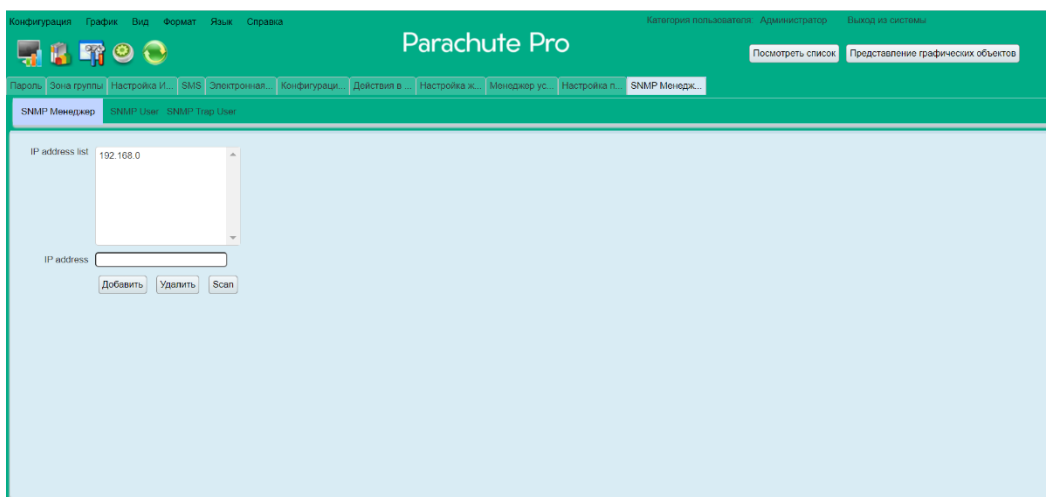 Конфигурация График Вид Формат Язык Справка Категория пользователя: Администратор Выход из системы
Parachute Pro
Посмотреть список Представление графических объектов
Пароль Зона группы Настройка И... SMS Электронная... Конфигураци... Действия в ... Настройка ж... Менеджер ус... Настройка п... SNMP Менедж...
SNMP Менеджер SNMP User SNMP Trap User
IP address list 192.168.0
IP address
Добавить Удалить Scan